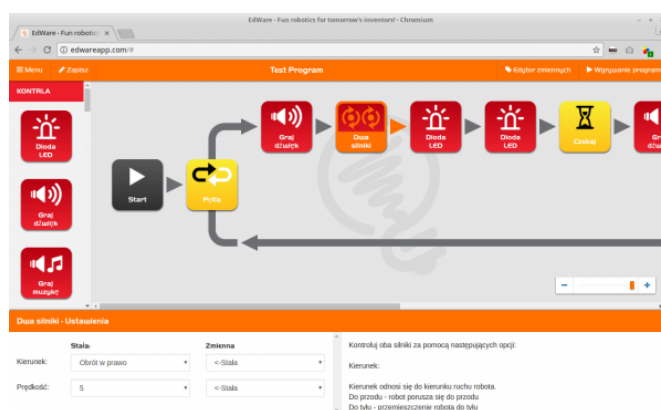 EdWare - Fun robotics for tomorrow's inventors! - Chromium
EdWare - Fun robotic
edwareapp.com/#
Menu
Zapisz
Test Program
Edytor zmiennych
Wgrywanie program
KONTRLA
Dioda
LED
Graj
dźwięk
Graj
muzykę
Start
Pętla
Graj
dźwięk
Dwa
silniki
Dioda
LED
Dioda
LED
Czekaj
Dwa silniki - Ustawienia
Stała:
Zmienna
Kierunek:
Obrót w prawo
<-Stała
Prędkość:
5
<-Stała
Kontroluj oba silniki za pomocą następujących opcji:
Kierunek:
Kierunek odnosi się do kierunku ruchu robota.
Do przodu - robot porusza się do przodu
Do tyłu - przemieszczenie robota do tyłu